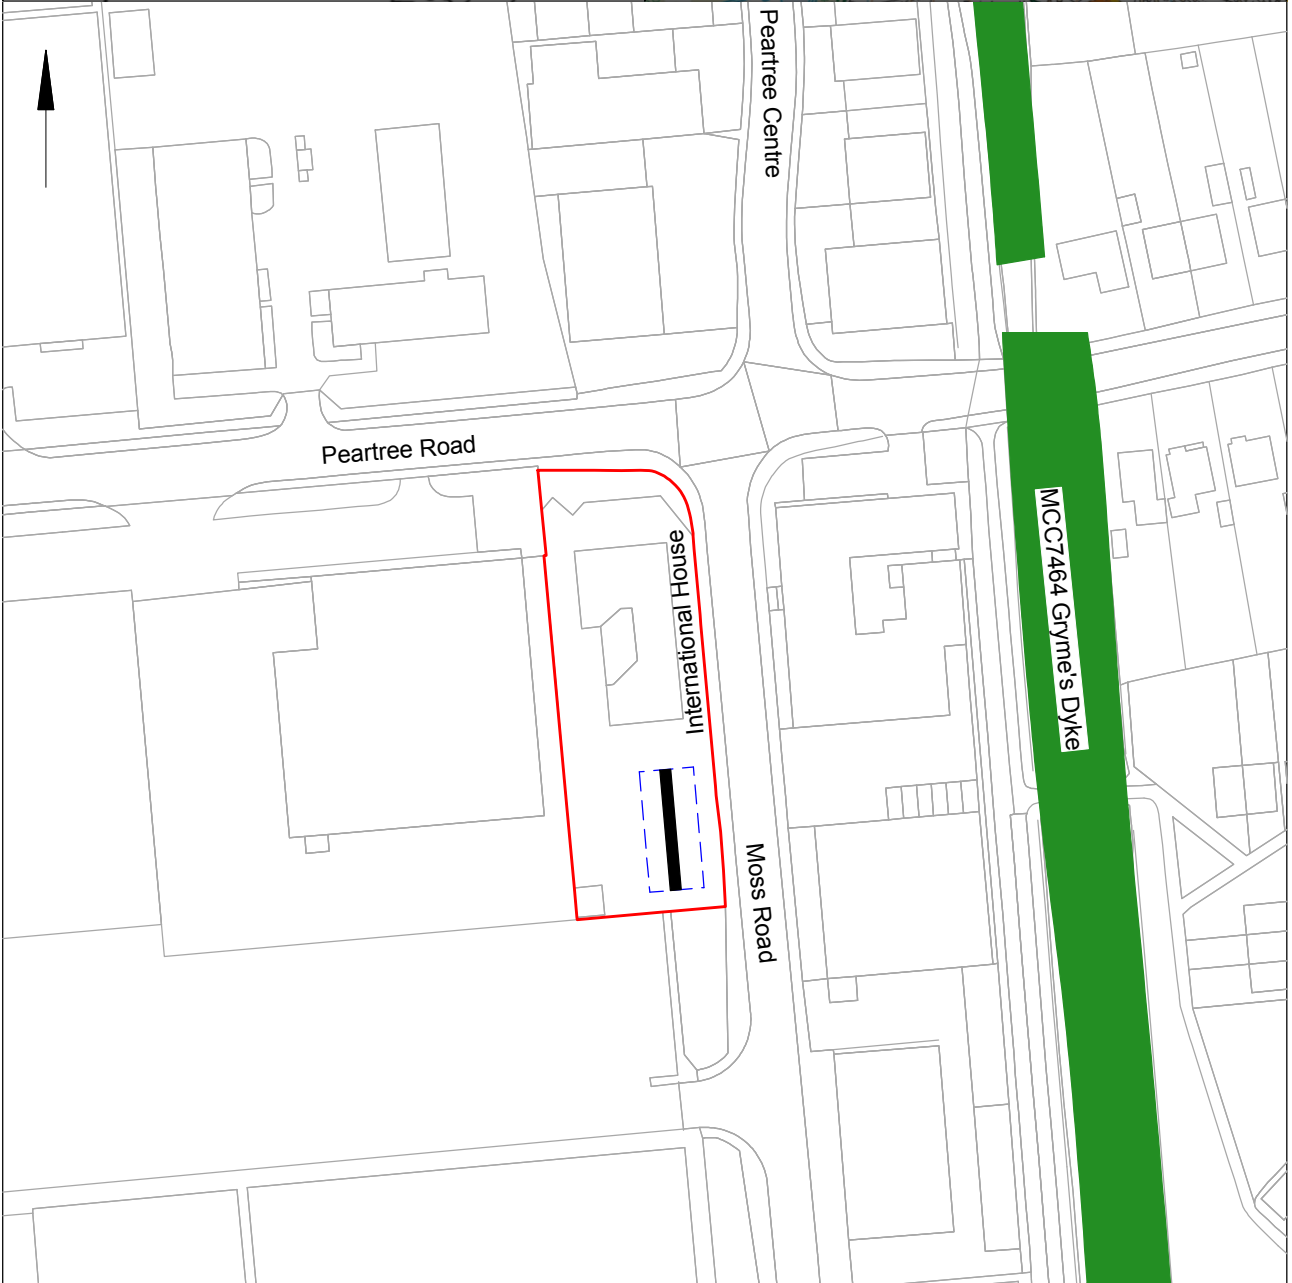 Peartree Centre
Peartree Road
International House
MCC7464 Gryme's Dyke
Moss Road